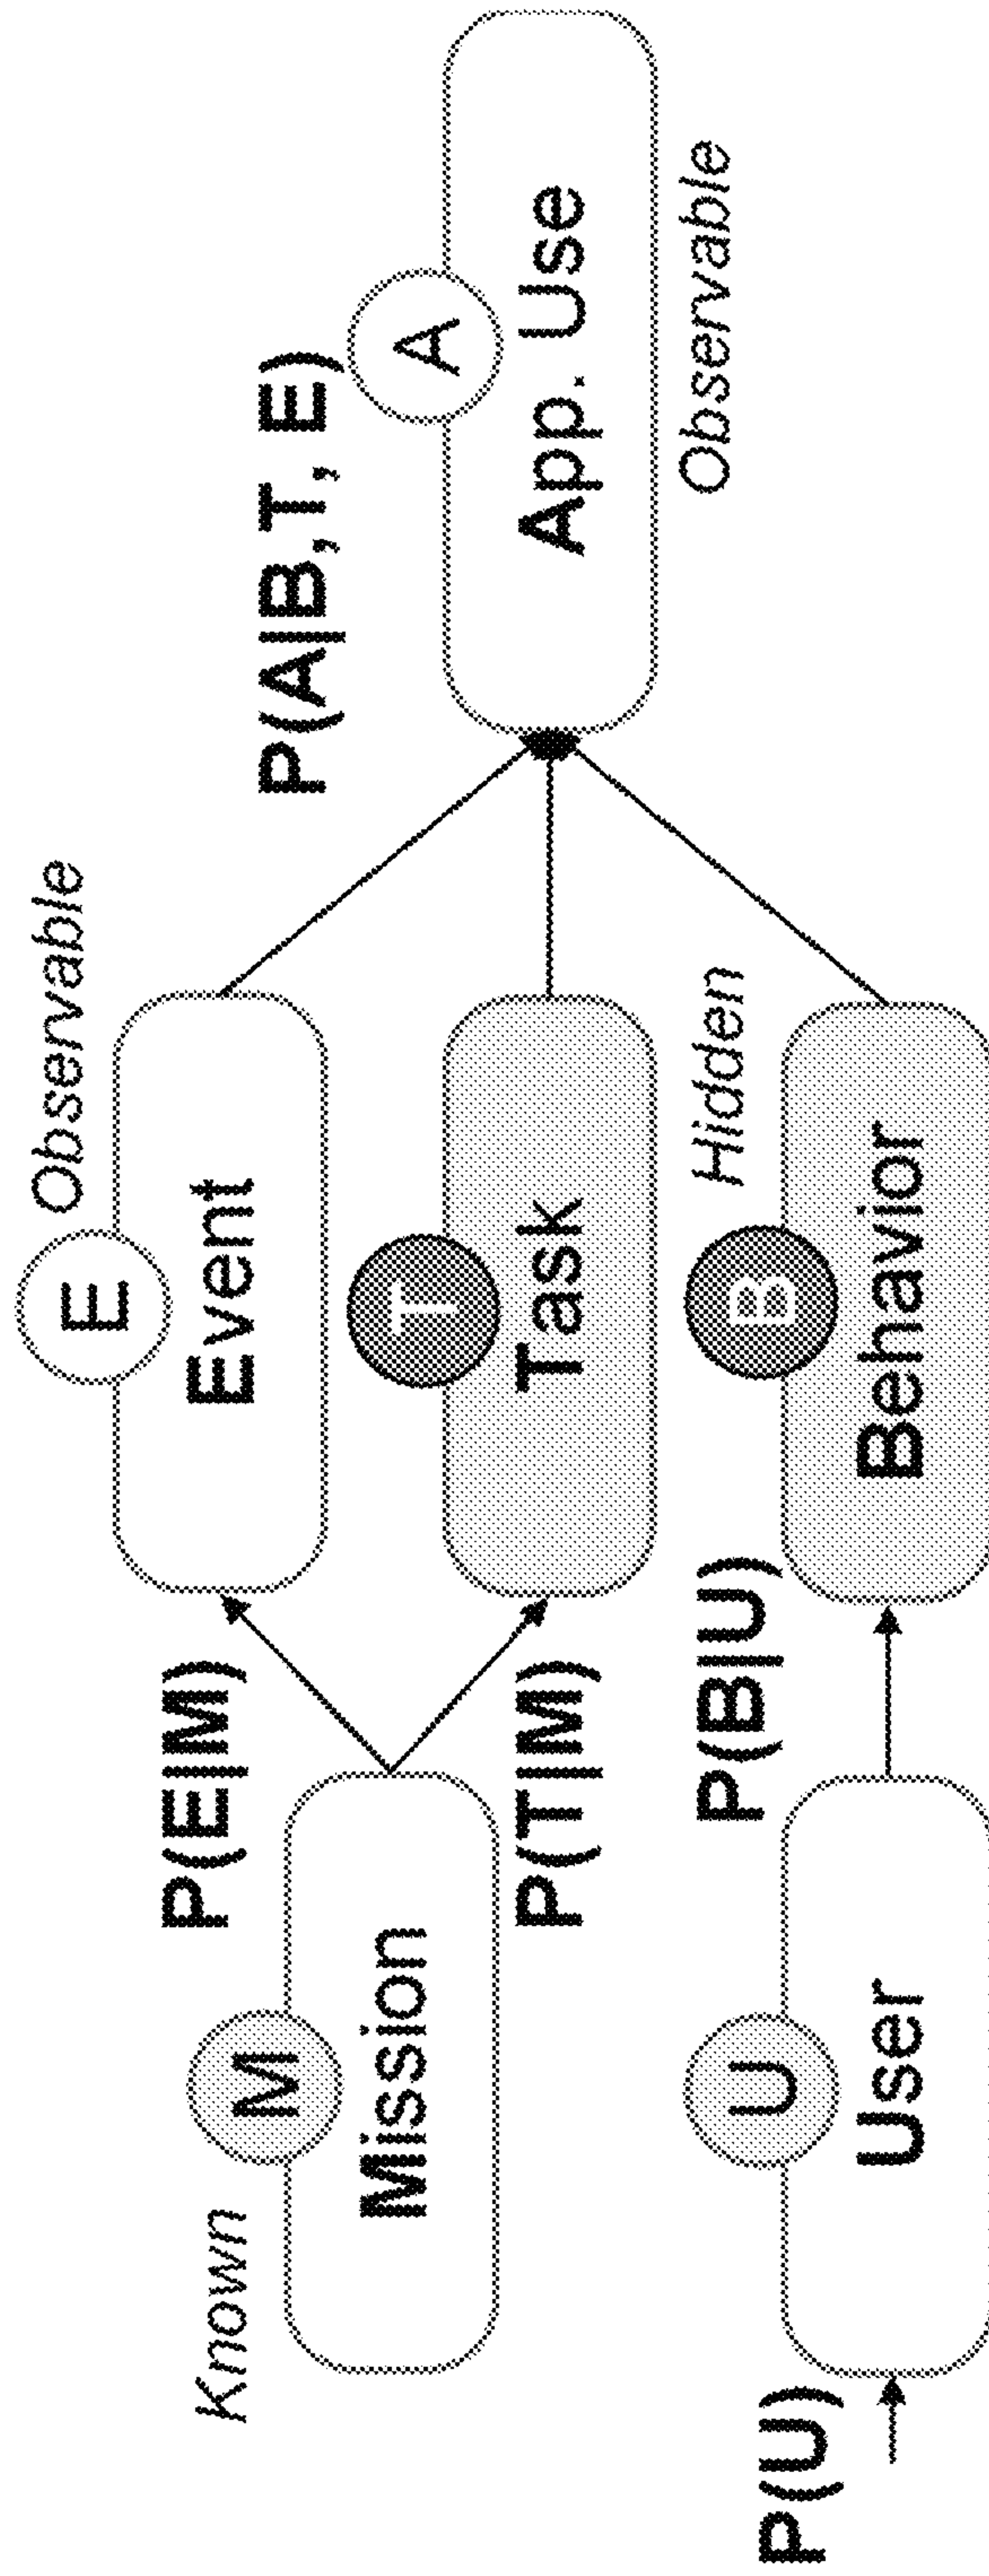 Observable
E
Event
P(E|M)
Known
M
Mission
P(A|B,T, E)
A
App. Use
Observable
T
Task
P(T|M)
Hidden
B
Behavior
P(B|U)
U
User
P(U)